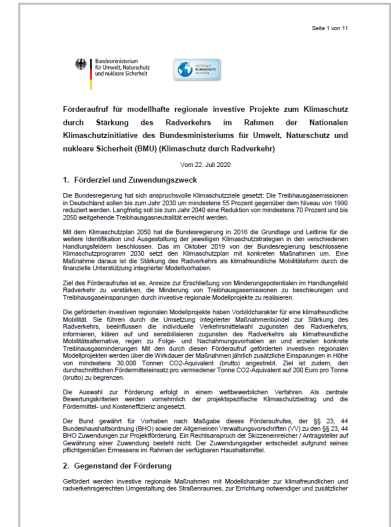 Seite 1 von 11
Bundesministerium
für Umwelt, Naturschutz
und nukleare Sicherheit
NATIONALE
KLIMASCHUTZ
INITIATIVE
Förderaufruf für modellhafte regionale investive Projekte zum Klimaschutz
durch Stärkung des Radverkehrs im Rahmen der Nationalen
Klimaschutzinitiative des Bundesministeriums für Umwelt, Naturschutz und
nukleare Sicherheit (BMU) (Klimaschutz durch Radverkehr)
Vom 22. Juli 2020
1. Förderziel und Zuwendungszweck
Die Bundesregierung hat sich anspruchsvolle Klimaschutzziele gesetzt: Die Treibhausgasemissionen
in Deutschland sollen bis zum Jahr 2030 um mindestens 55 Prozent gegenüber dem Niveau von 1990
reduziert werden. Langfristig soll bis zum Jahr 2040 eine Reduktion von mindestens 70 Prozent und bis
2050 weitgehende Treibhausgasneutralität erreicht werden.
Mit dem Klimaschutzplan 2050 hat die Bundesregierung in 2016 die Grundlage und Leitlinie für die
weitere Identifikation und Ausgestaltung der jeweiligen Klimaschutzstrategien in den verschiedenen
Handlungsfeldern beschlossen. Das im Oktober 2019 von der Bundesregierung beschlossene
Klimaschutzprogramm 2030 setzt den Klimaschutzplan mit konkreten Maßnahmen um. Eine
Maßnahme daraus ist die Stärkung des Radverkehrs als klimafreundliche Mobilitätsform durch die
finanzielle Unterstützung integrierter Modellvorhaben.
Ziel des Förderaufrufes ist es, Anreize zur Erschließung von Minderungspotentialen im Handlungsfeld
Radverkehr zu verstärken, die Minderung von Treibhausgasemissionen zu beschleunigen und
Treibhausgaseinsparungen durch investive regionale Modellprojekte zu realisieren.
Die geförderten investiven regionalen Modellprojekte haben Vorbildcharakter für eine klimafreundliche
Mobilität. Sie führen durch die Umsetzung integrierter Maßnahmenbündel zur Stärkung des
Radverkehrs, beeinflussen die individuelle Verkehrsmittelwahl zugunsten des Radverkehrs,
informieren, klären auf und sensibilisieren zugunsten des Radverkehrs als klimafreundliche
Mobilitätsalternative, regen zu Folge- und Nachahmungsvorhaben an und erzielen konkrete
Treibhausgasminderungen. Mit den durch diesen Förderaufruf geförderten investiven regionalen
Modellprojekten werden über die Wirkdauer der Maßnahmen jährlich zusätzliche Einsparungen in Höhe
von mindestens 30.000 Tonnen CO2-Äquivalent (brutto) angestrebt. Ziel ist zudem, den
durchschnittlichen Fördermitteleinsatz pro vermiedener Tonne CO2-Äquivalent auf 200 Euro pro Tonne
(brutto) zu begrenzen.
Die Auswahl zur Förderung erfolgt in einem wettbewerblichen Verfahren. Als zentrale
Bewertungskriterien werden vornehmlich der projektspezifische Klimaschutzbeitrag und die
Fördermittel- und Kosteneffizienz angesetzt.
Der Bund gewährt für Vorhaben nach Maßgabe dieses Förderaufrufes, der §§ 23, 44
Bundeshaushaltsordnung (BHO) sowie der Allgemeinen Verwaltungsvorschriften (VV) zu den §§ 23, 44
BHO Zuwendungen zur Projektförderung. Ein Rechtsanspruch der Skizzeneinreicher / Antragsteller auf
Gewährung einer Zuwendung besteht nicht. Der Zuwendungsgeber entscheidet aufgrund seines
pflichtgemäßen Ermessens im Rahmen der verfügbaren Haushaltsmittel.
2. Gegenstand der Förderung
Gefördert werden investive regionale Maßnahmen mit Modellcharakter zur klimafreundlichen und
radverkehrsgerechten Umgestaltung des Straßenraumes, zur Errichtung notwendiger und zusätzlicher